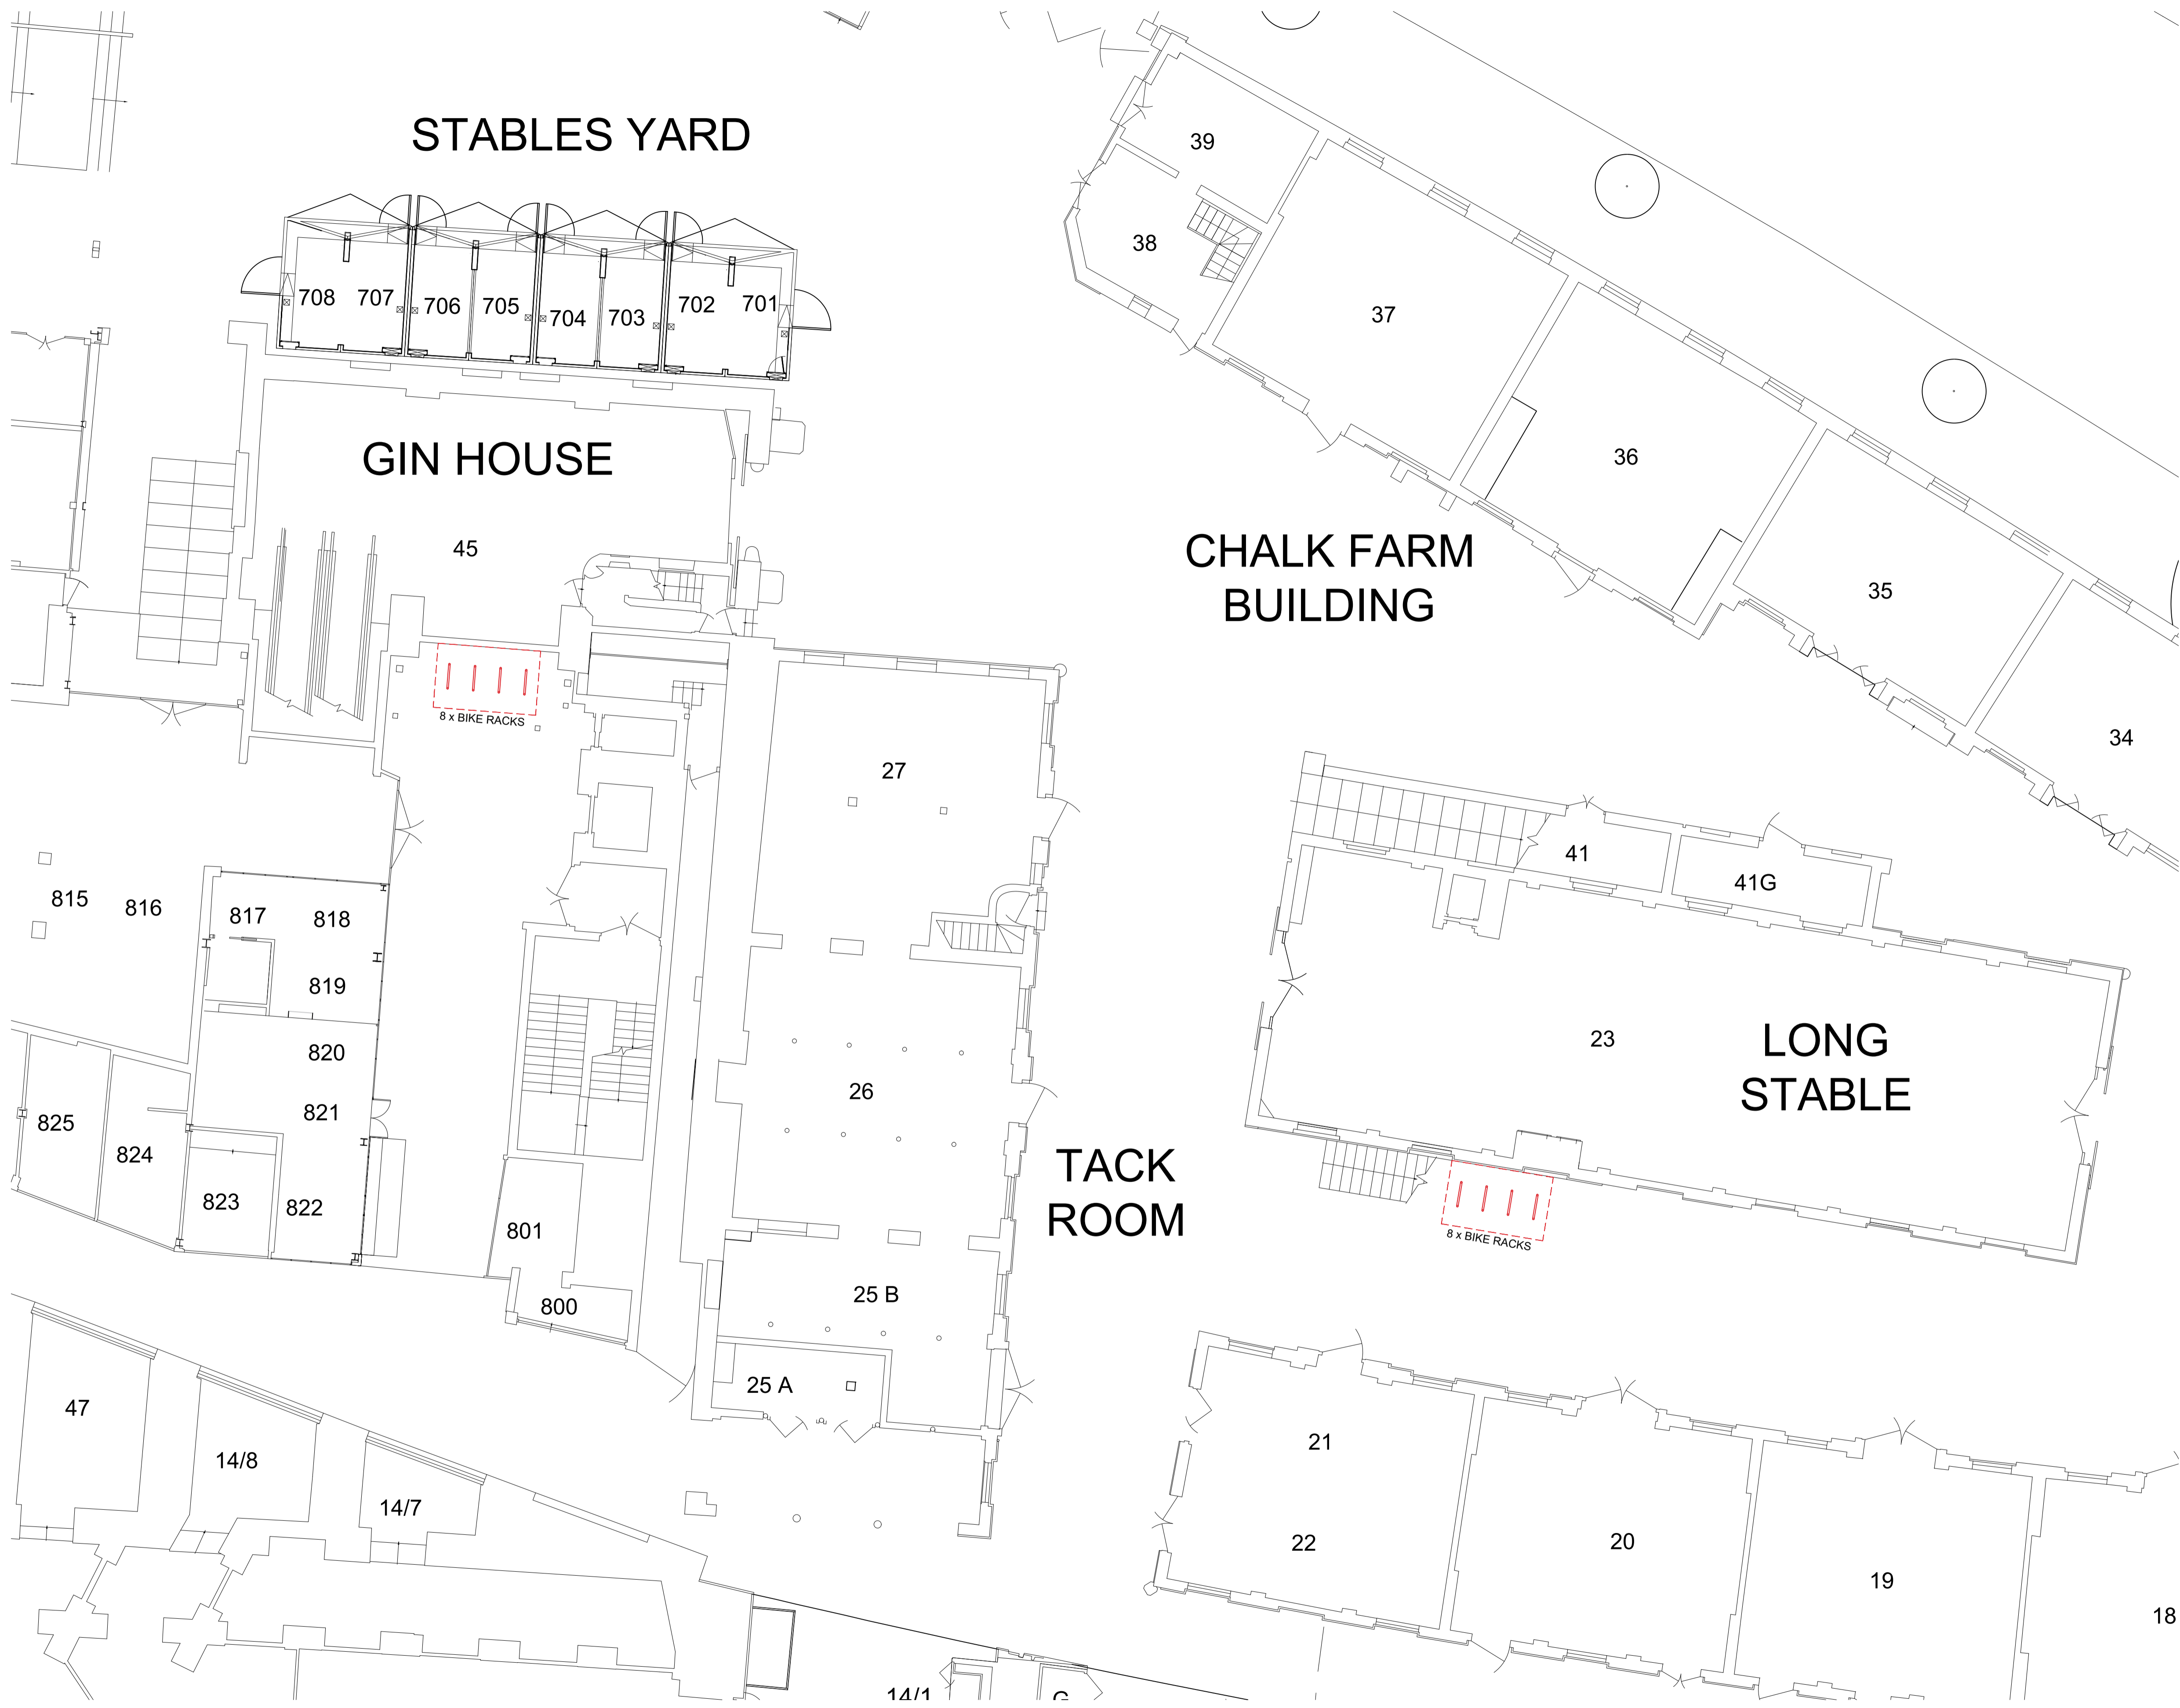 STABLES YARD
39
38
37
708
707
706
705
704
703
702
701
GIN HOUSE
36
45
CHALK FARM
BUILDING
35
8 x BIKE RACKS
34
27
41
41G
815
816
817
818
819
23
LONG
STABLE
820
26
821
825
824
TACK
ROOM
823
822
801
8 x BIKE RACKS
25 B
800
25 A
47
21
14/8
14/7
22
20
19
18
14/1
G